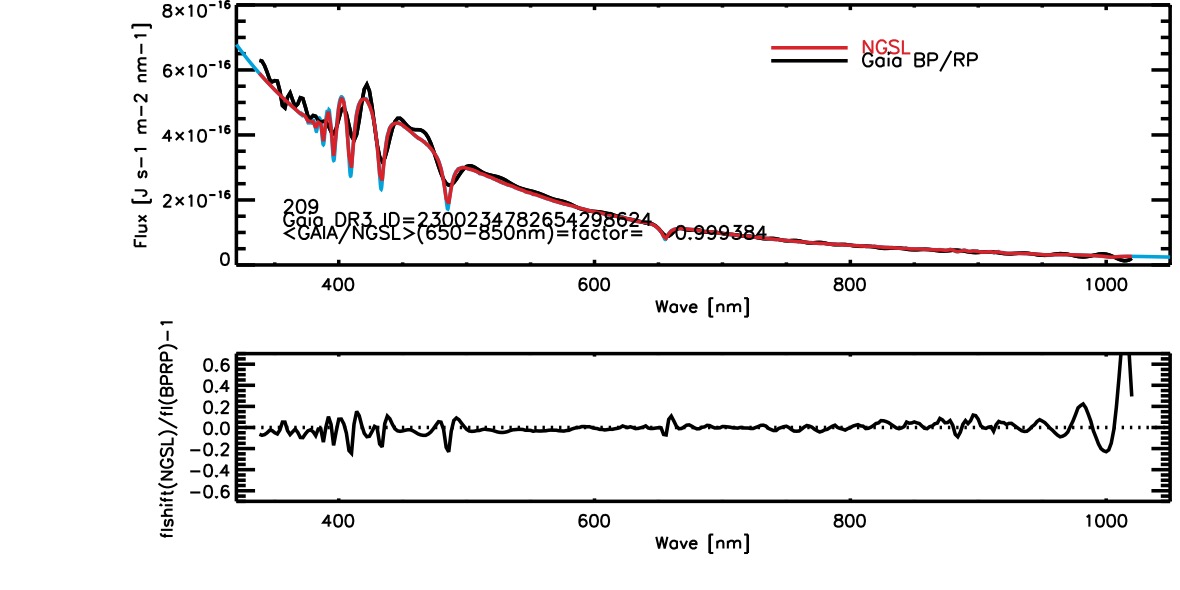 8×10−16
6×10−16
4×10−16
2×10−16
0
Flux [J s−1 m−2 nm−1]
NGSL
Gaia BP/RP
209
Gaia DR3 ID=2300234782654298624
<GAIA/NGSL>(650−850nm)=factor= 0.999384
400 600 800 1000
Wave [nm]
flshift(NGSL)/fl(BPRP)−1
0.6
0.4
0.2
0.0
−0.2
−0.4
−0.6
400 600 800 1000
Wave [nm]